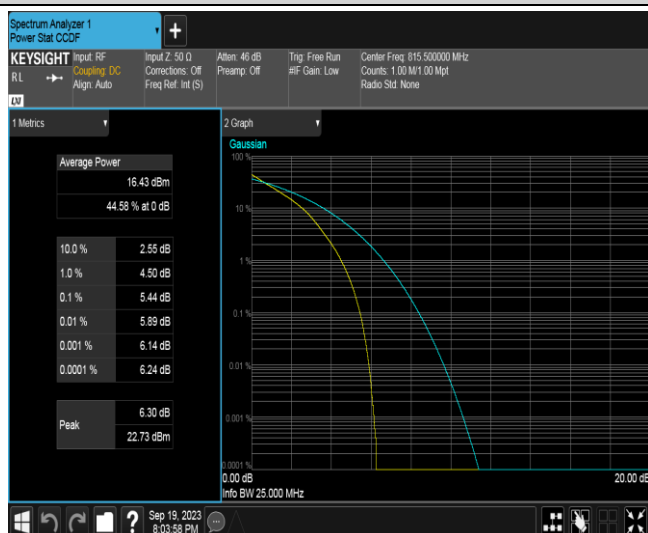 Spectrum Analyzer 1
Power Stat CCDF
+
KEYSIGHT
RL
LXI
Input: RF
Coupling: DC
Align: Auto
Input Z: 50 Ω
Corrections: Off
Freq Ref: Int (S)
Atten: 46 dB
Preamp: Off
Trig: Free Run
#IF Gain: Low
Center Freq: 815.500000 MHz
Counts: 1.00 M/1.00 Mpt
Radio Std: None
1 Metrics
Average Power
16.43 dBm
44.58 % at 0 dB
10.0 % 2.55 dB
1.0 % 4.50 dB
0.1 % 5.44 dB
0.01 % 5.89 dB
0.001 % 6.14 dB
0.0001 % 6.24 dB
Peak
6.30 dB
22.73 dBm
2 Graph
Gaussian
100 %
10 %
1 %
0.1 %
0.01 %
0.001 %
0.0001 %
0.00 dB
20.00 dB
Info BW 25.000 MHz
?
Sep 19, 2023
8:03:58 PM